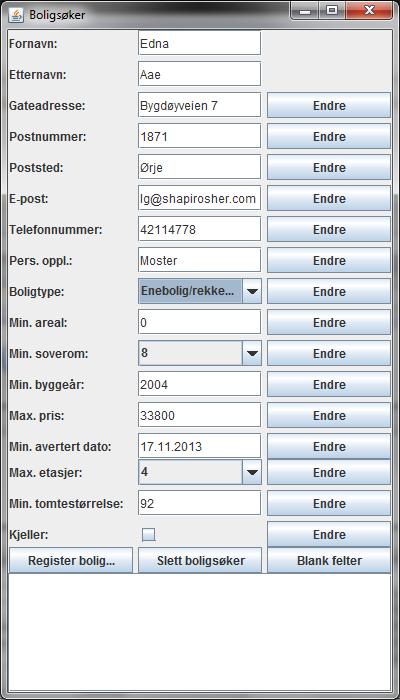 Boligsøker
Fornavn: Edna
Etternavn: Aae
Gateadresse: Bygdøyveien 7 Endre
Postnummer: 1871 Endre
Poststed: Ørje Endre
E-post: lg@shapirosher.com Endre
Telefonnummer: 42114778 Endre
Pers. oppl.: Moster Endre
Boligtype: Enebolig/rekke... Endre
Min. areal: 0 Endre
Min. soverom: 8 Endre
Min. byggeår: 2004 Endre
Max. pris: 33800 Endre
Min. avertert dato: 17.11.2013 Endre
Max. etasjer: 4 Endre
Min. tomtestørrelse: 92 Endre
Kjeller: Endre
Register bolig... Slett boligsøker Blank felter